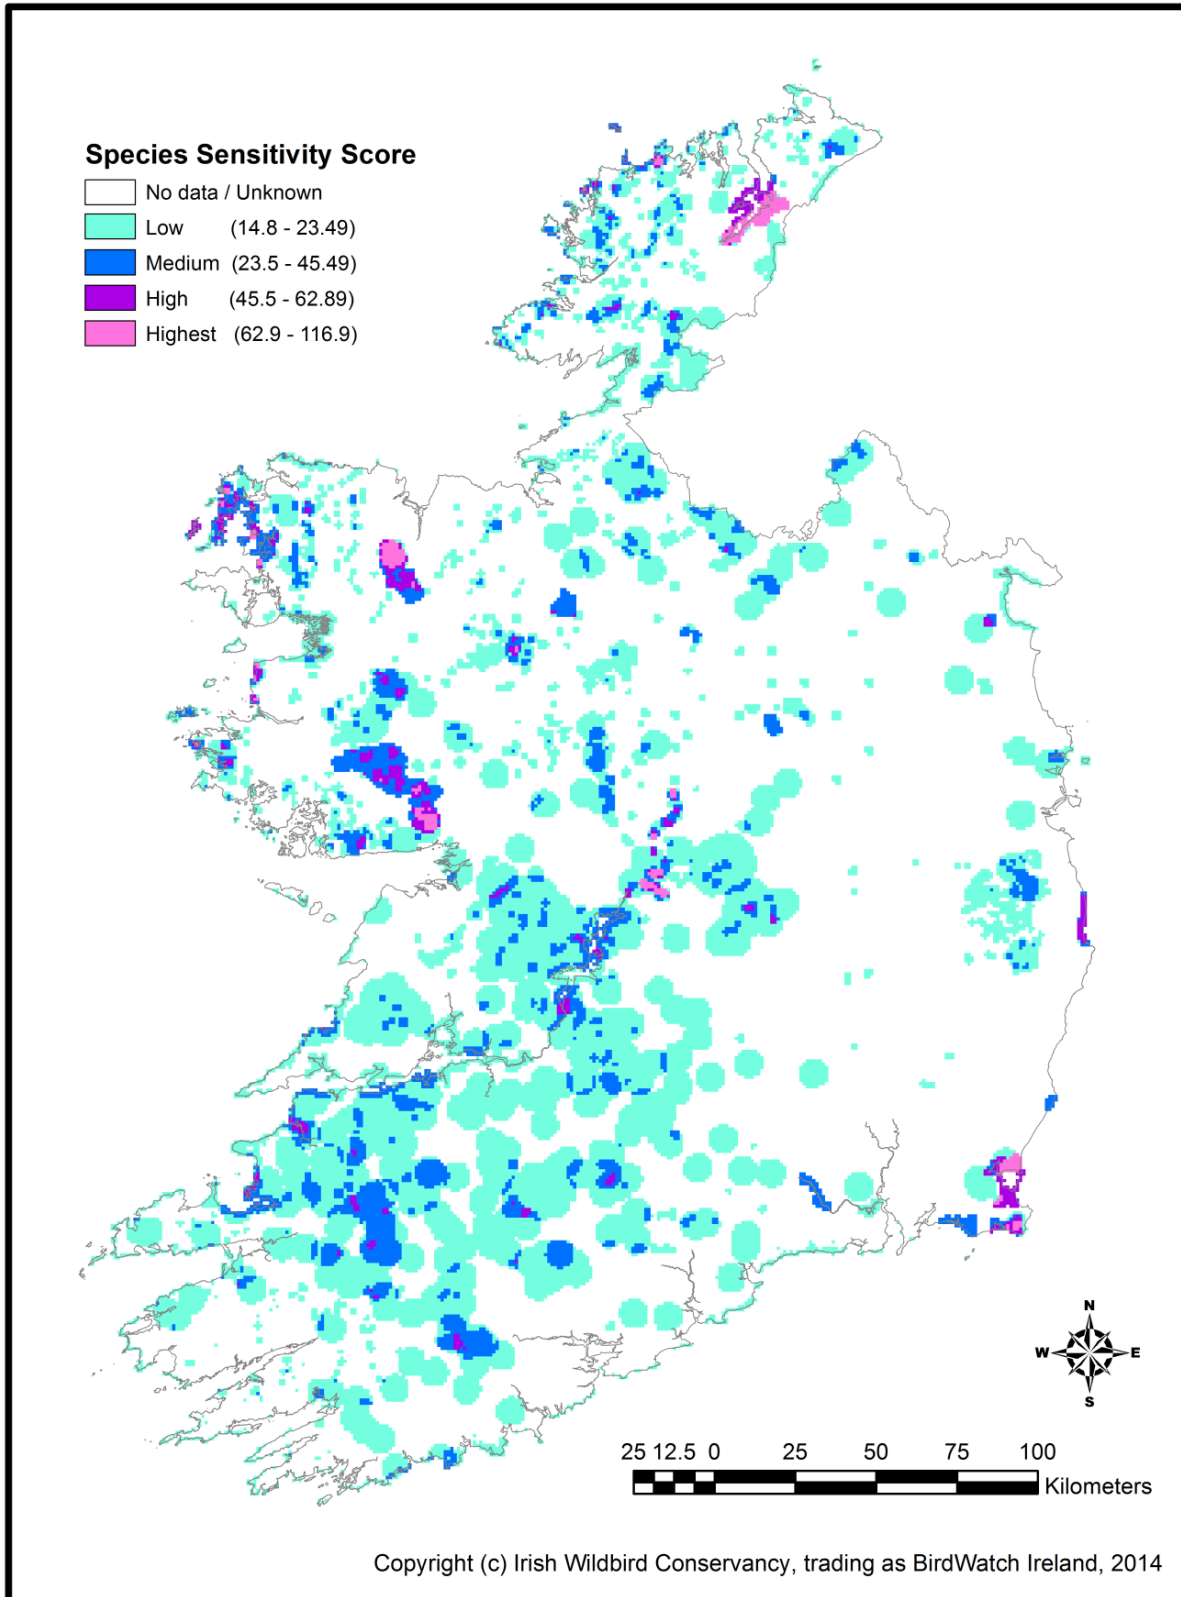 Species Sensitivity Score
No data / Unknown
Low (14.8 - 23.49)
Medium (23.5 - 45.49)
High (45.5 - 62.89)
Highest (62.9 - 116.9)
N
W E
S
25 12.5 0 25 50 75 100
Kilometers
Copyright (c) Irish Wildbird Conservancy, trading as BirdWatch Ireland, 2014